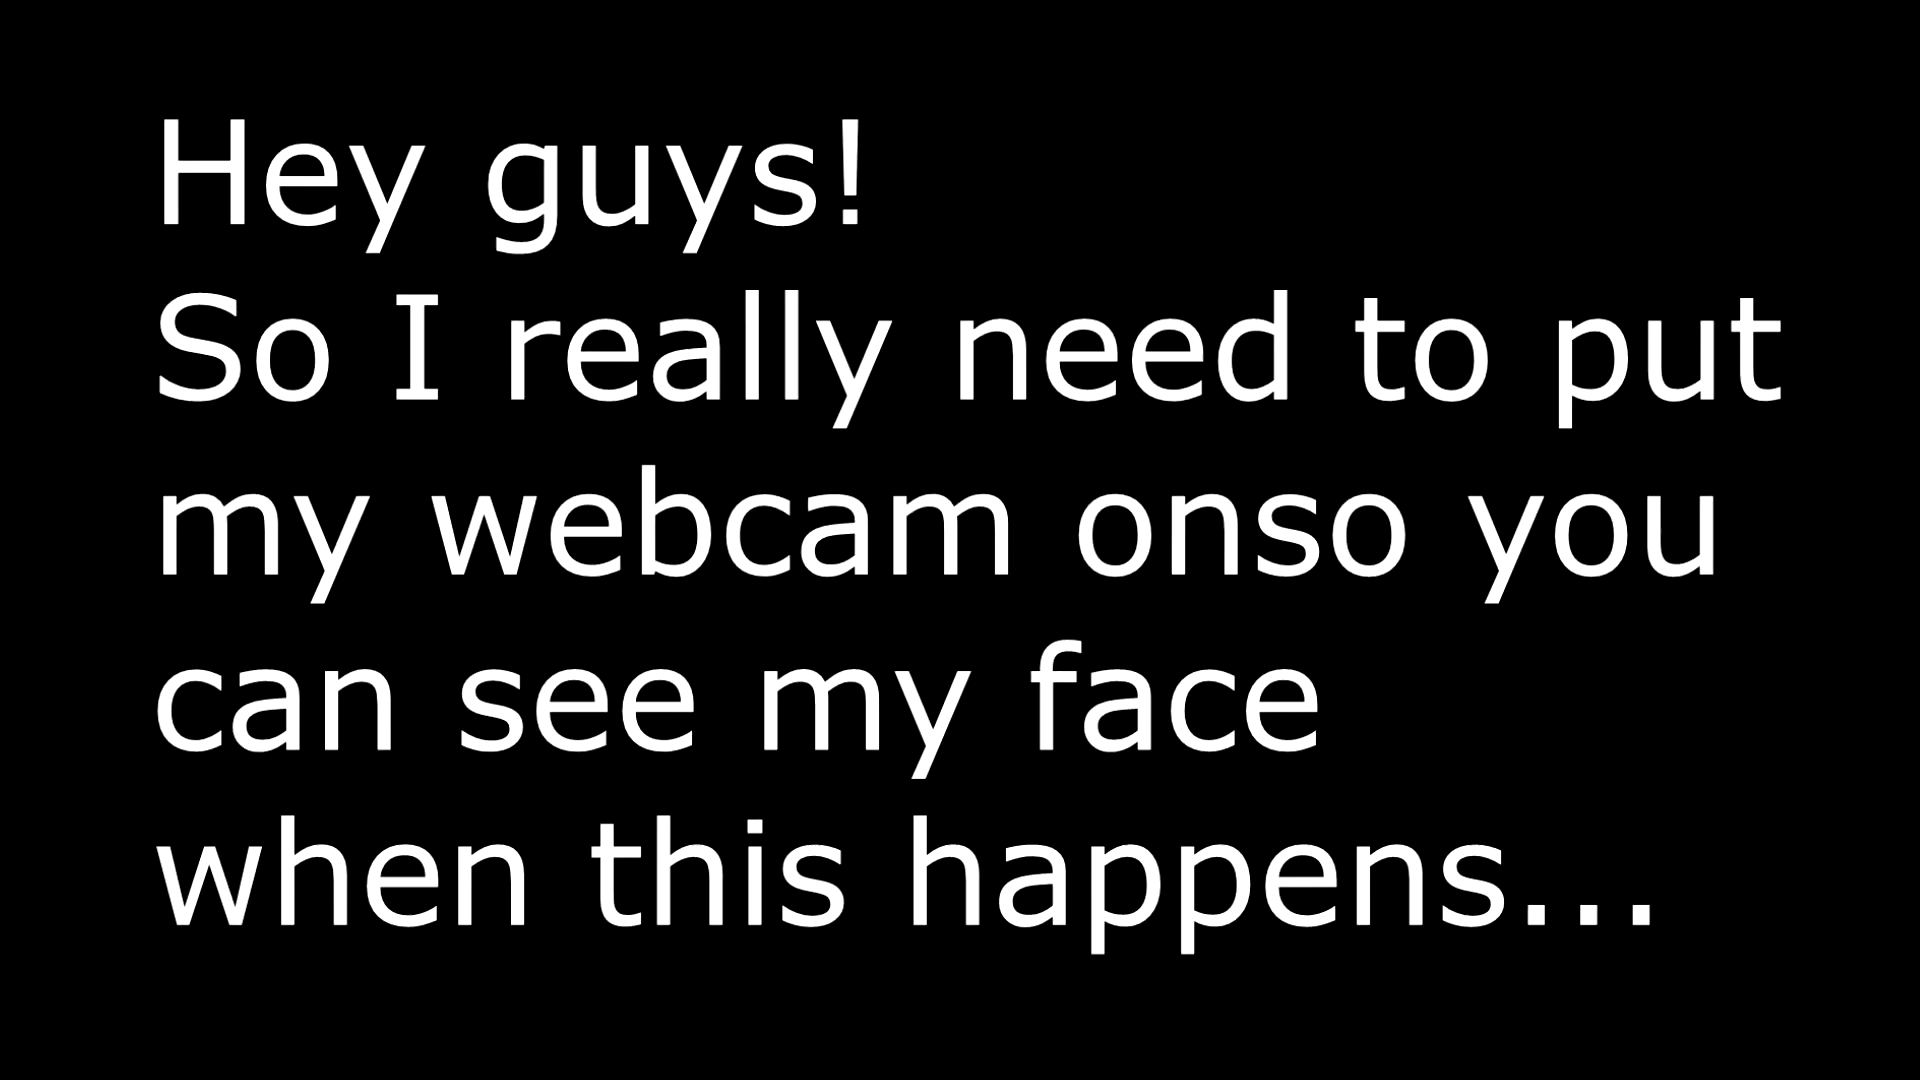 Hey guys!
So I really need to put
my webcam onso you
can see my face
when this happens...